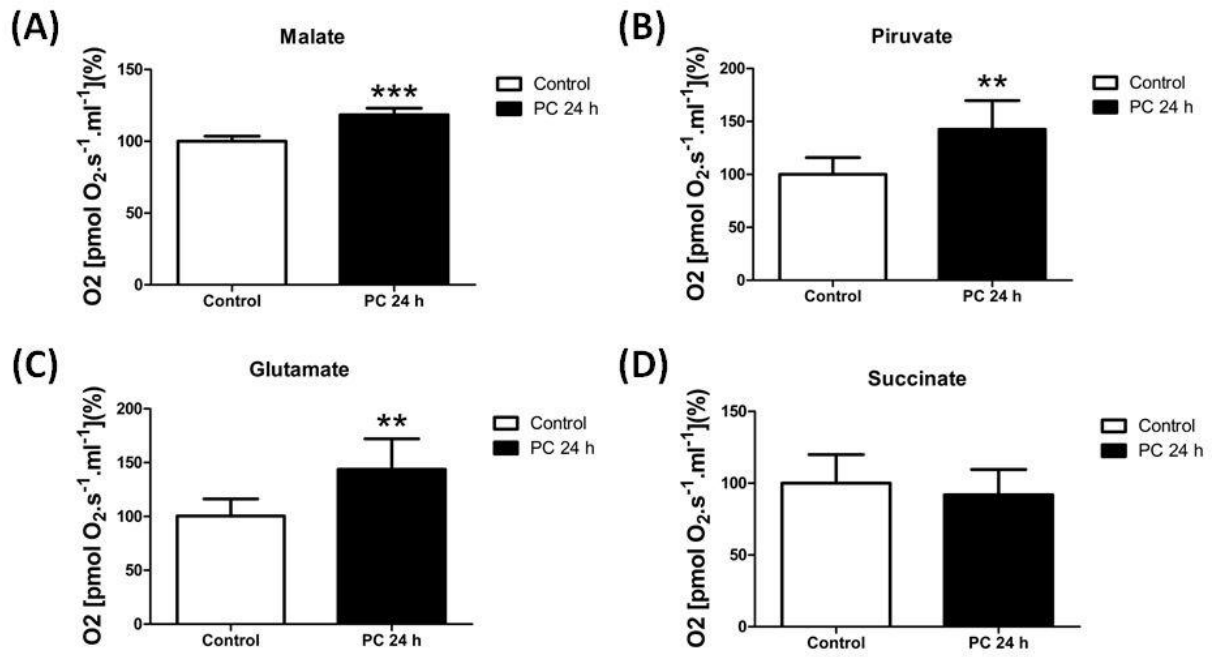 (A)
Malate
O2 [pmol O₂.s⁻¹.ml⁻¹](%)
150
100
50
0
***
Control
PC 24 h
Control
PC 24 h
(B)
Piruvate
O2 [pmol O₂.s⁻¹.ml⁻¹](%)
200
150
100
50
0
**
Control
PC 24 h
Control
PC 24 h
(C)
Glutamate
O2 [pmol O₂.s⁻¹.ml⁻¹](%)
200
150
100
50
0
**
Control
PC 24 h
Control
PC 24 h
(D)
Succinate
O2 [pmol O₂.s⁻¹.ml⁻¹](%)
150
100
50
0
Control
PC 24 h
Control
PC 24 h